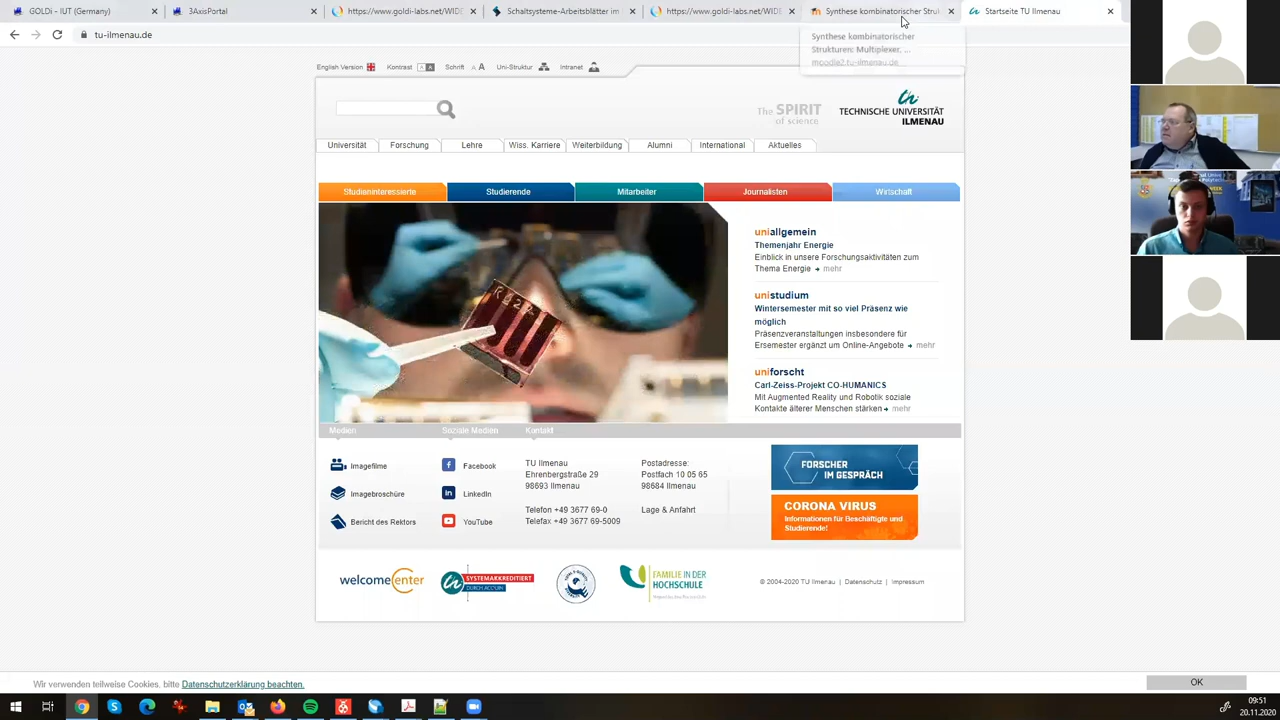 GOLDi - IUT (Germany)
3AxisPortal
https://www.goldi-labs.net/WIDE
Schaltsysteme-Arbeitsblätter im
https://www.goldi-labs.net/WIDE
Synthese kombinatorischer Stru
Startseite TU Ilmenau
tu-ilmenau.de
Synthese kombinatorischer
Strukturen: Multiplexer, ...
moodle2.tu-ilmenau.de
English Version
Kontrast
Schrift A A
Uni-Struktur
Intranet
The SPIRIT
of science
TECHNISCHE UNIVERSITÄT
ILMENAU
Universität
Forschung
Lehre
Wiss. Karriere
Weiterbildung
Alumni
International
Aktuelles
Studieninteressierte
Studierende
Mitarbeiter
Journalisten
Wirtschaft
uniallgemein
Themenjahr Energie
Einblick in unsere Forschungsaktivitäten zum
Thema Energie mehr
unistudium
Wintersemester mit so viel Präsenz wie
möglich
Präsenzveranstaltungen insbesondere für
Ersemester ergänzt um Online-Angebote mehr
uniforscht
Carl-Zeiss-Projekt CO-HUMANICS
Mit Augmented Reality und Robotik soziale
Kontakte älterer Menschen stärken mehr
Medien
Soziale Medien
Kontakt
Imagefilme
Imagebroschüre
Bericht des Rektors
Facebook
LinkedIn
YouTube
TU Ilmenau
Ehrenbergstraße 29
98693 Ilmenau
Telefon +49 3677 69-0
Telefax +49 3677 69-5009
Postadresse:
Postfach 10 05 65
98684 Ilmenau
Lage & Anfahrt
FORSCHER
IM GESPRÄCH
CORONA VIRUS
Informationen für Beschäftigte und
Studierende!
welcomecenter
SYSTEMAKKREDITIERT
FAMILIE IN DER
HOCHSCHULE
© 2004-2020 TU Ilmenau | Datenschutz | Impressum
Wir verwenden teilweise Cookies, bitte Datenschutzerklärung beachten.
OK
09:51
20.11.2020